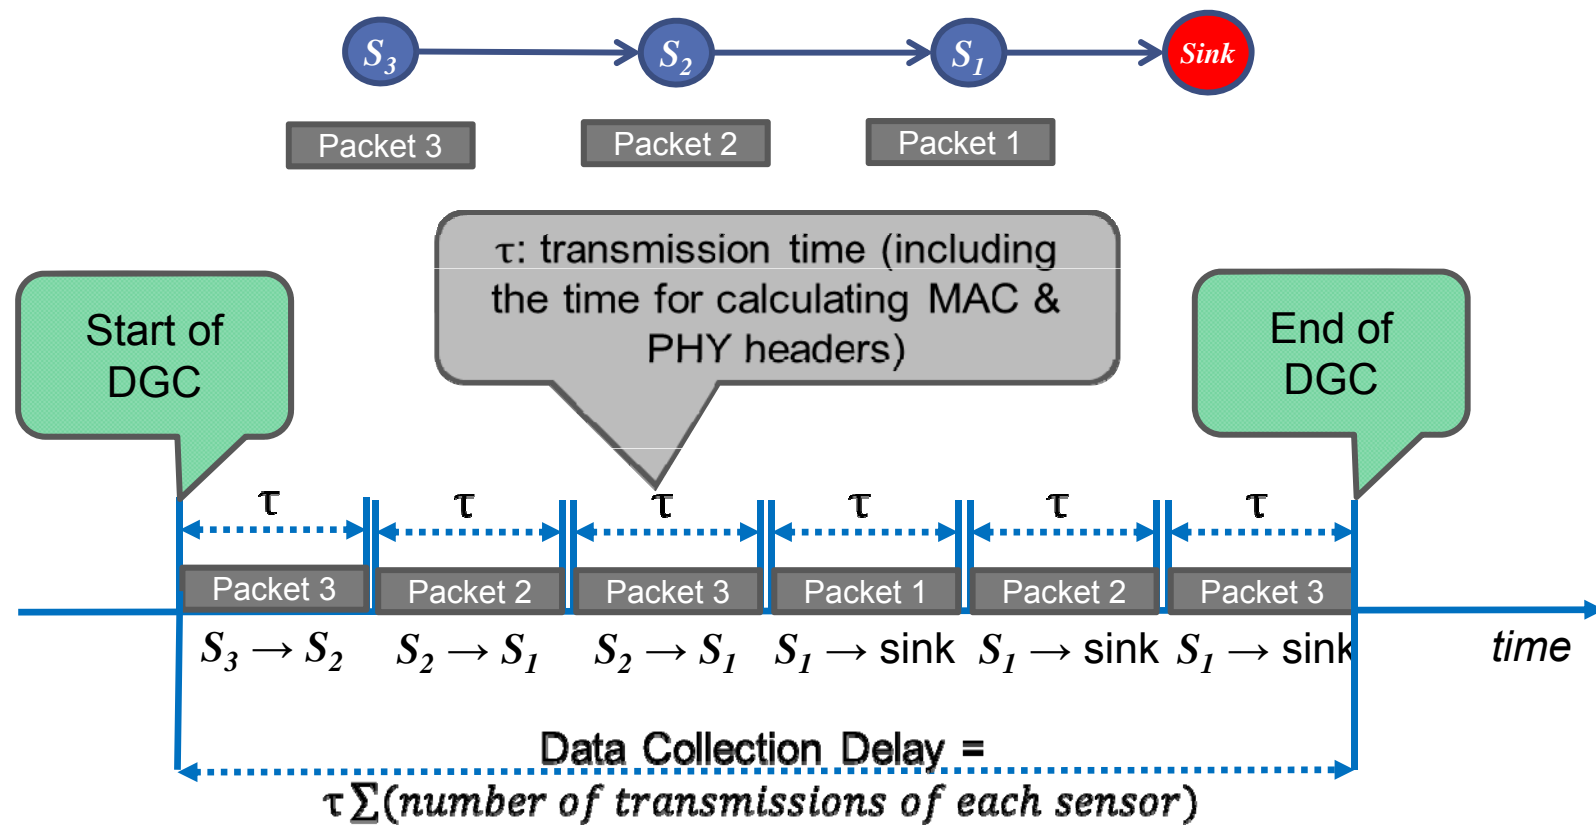 S3 S2 S1 Sink
Packet 3 Packet 2 Packet 1
τ: transmission time (including
the time for calculating MAC &
PHY headers)
Start of
DGC
End of
DGC
τ τ τ τ τ τ
Packet 3 Packet 2 Packet 3 Packet 1 Packet 2 Packet 3
S3 → S2 S2 → S1 S2 → S1 S1 → sink S1 → sink S1 → sink time
Data Collection Delay =
τ∑(number of transmissions of each sensor)